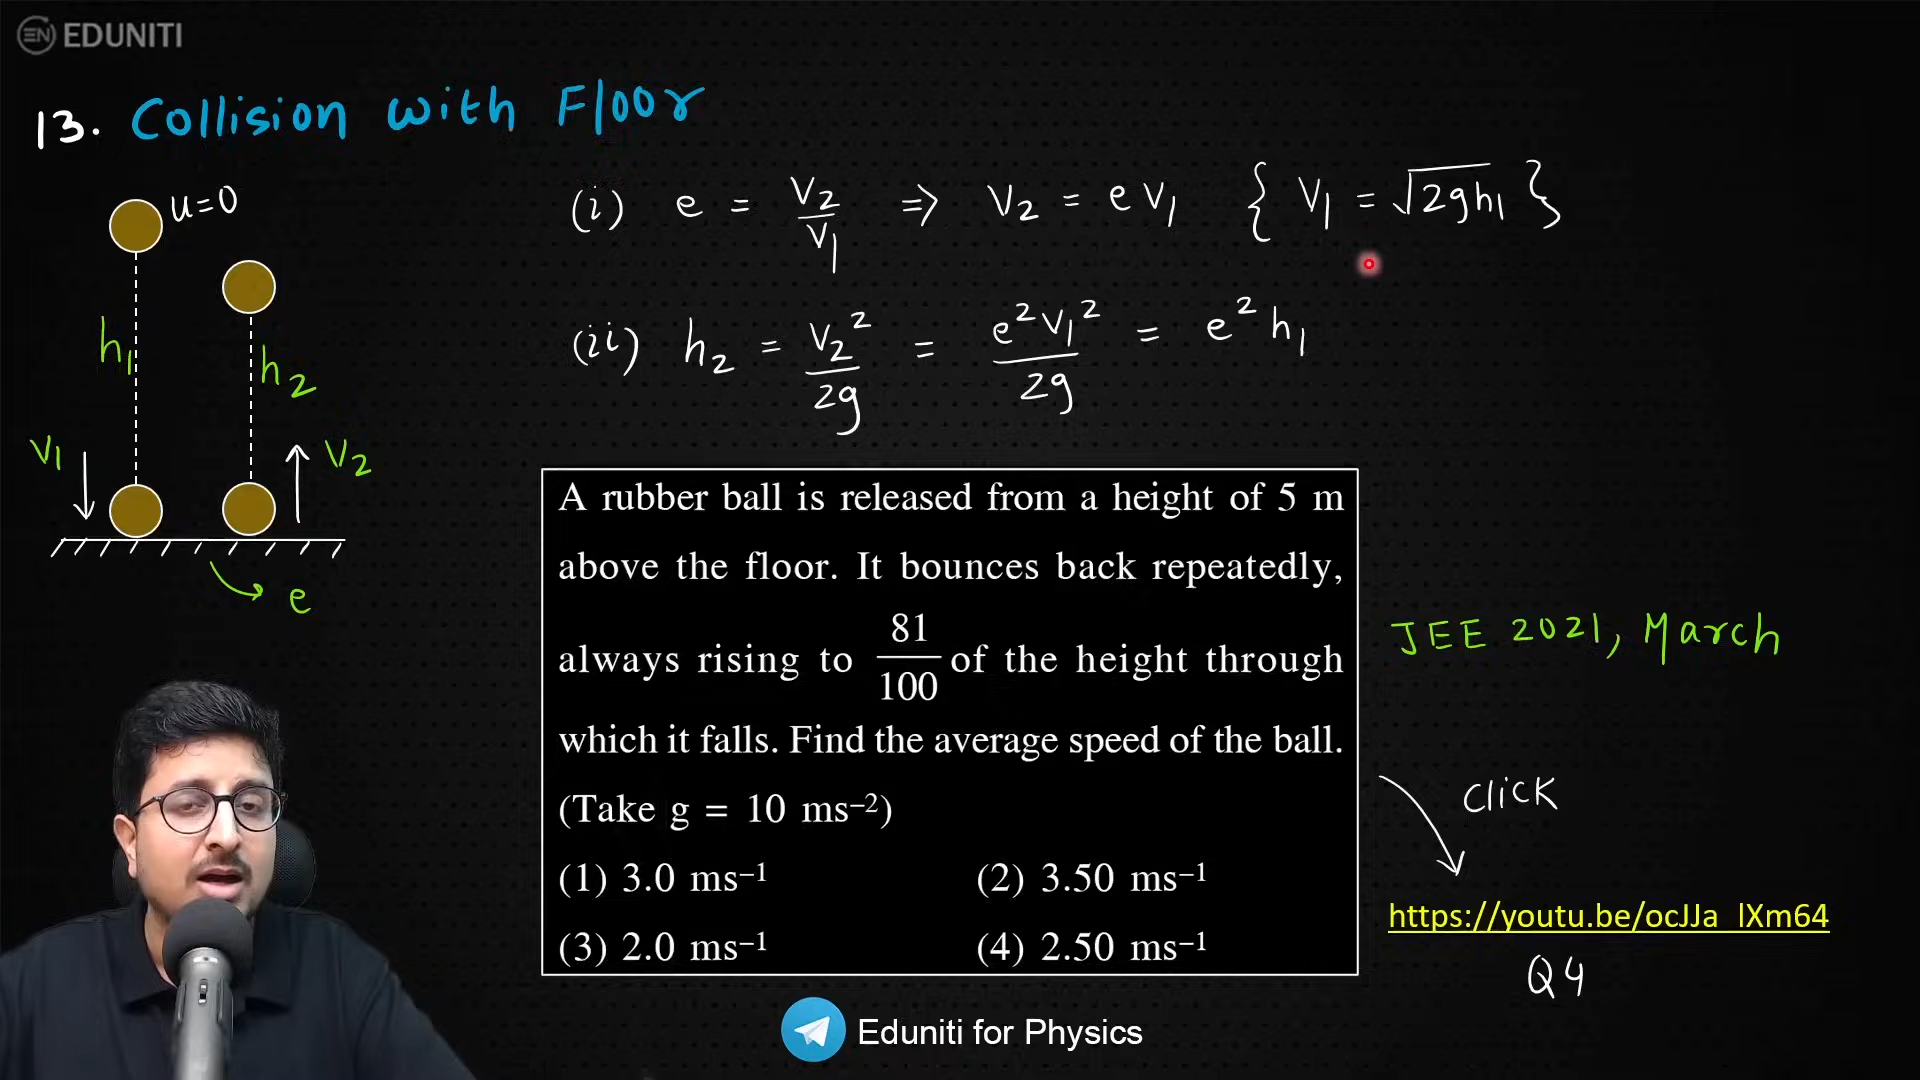 EDUNITI
13. Collision with Floor
u=0
h₁
h₂
v₁
v₂
e
(i) e = v₂/v₁ ⇒ v₂ = e v₁ { v₁ = √2gh₁ }
(ii) h₂ = v₂²/2g = e²v₁²/2g = e² h₁
A rubber ball is released from a height of 5 m
above the floor. It bounces back repeatedly,
always rising to 81/100 of the height through
which it falls. Find the average speed of the ball.
(Take g = 10 ms⁻²)
(1) 3.0 ms⁻¹ (2) 3.50 ms⁻¹
(3) 2.0 ms⁻¹ (4) 2.50 ms⁻¹
JEE 2021, March
Click
https://youtu.be/ocJJa_lXm64
Q4
Eduniti for Physics